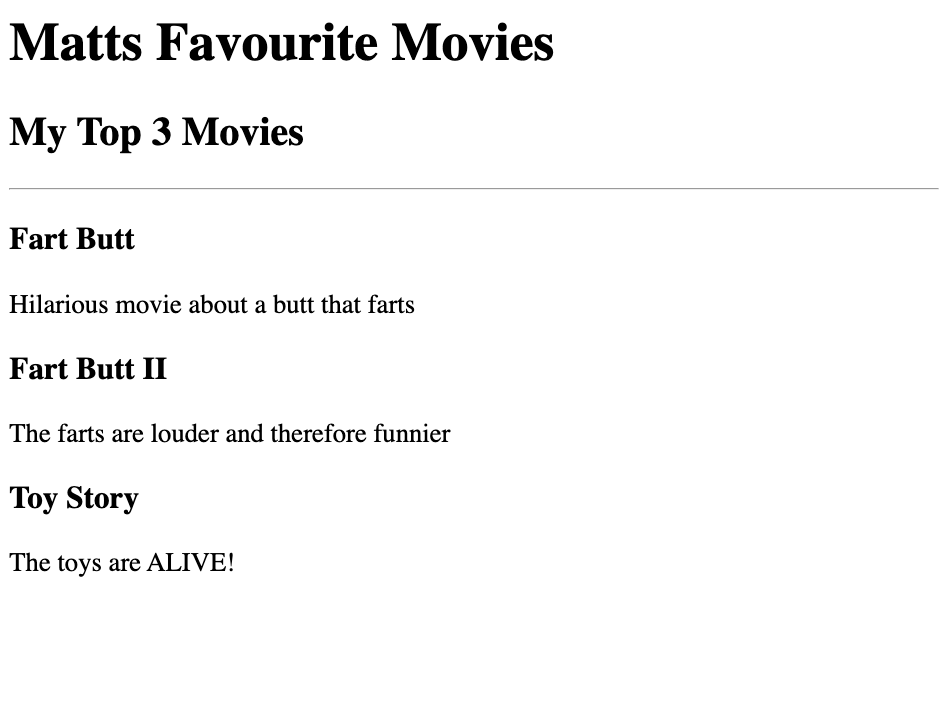 Matts Favourite Movies
My Top 3 Movies
Fart Butt
Hilarious movie about a butt that farts
Fart Butt II
The farts are louder and therefore funnier
Toy Story
The toys are ALIVE!